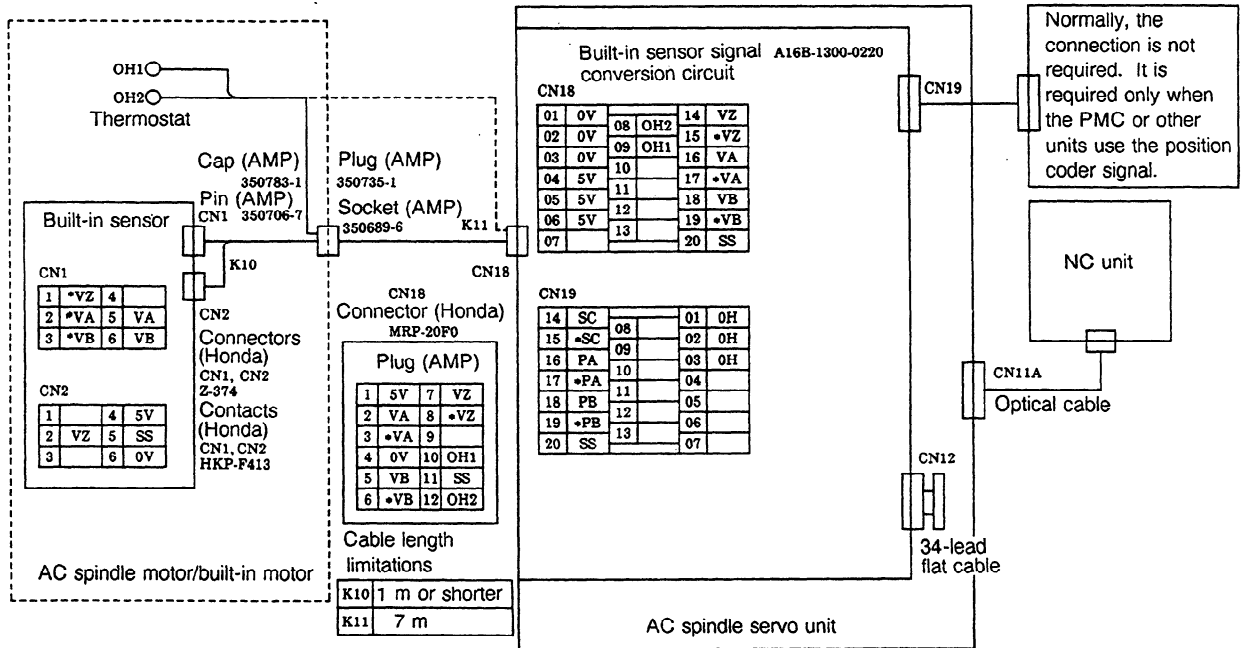 OH1
OH2
Thermostat
Cap (AMP)
350783-1
Pin (AMP)
350706-7
CN1
Plug (AMP)
350735-1
Socket (AMP)
350689-6
K11
K10
CN18
Built-in sensor
CN1
1 *VZ 4
2 *VA 5 VA
3 *VB 6 VB
CN2
1 4 5V
2 VZ 5 SS
3 6 0V
CN2
Connectors
(Honda)
CN1, CN2
Z-374
Contacts
(Honda)
CN1, CN2
HKP-F413
AC spindle motor/built-in motor
CN18
Connector (Honda)
MRP-20F0
Plug (AMP)
1 5V 7 VZ
2 VA 8 *VZ
3 *VA 9
4 0V 10 OH1
5 VB 11 SS
6 *VB 12 OH2
Cable length
limitations
K10 1 m or shorter
K11 7 m
Built-in sensor signal A16B-1300-0220
conversion circuit
CN18
01 0V 14 VZ
08 OH2
02 0V 15 *VZ
09 OH1
03 0V 16 VA
10
04 5V 17 *VA
11
05 5V 18 VB
12
06 5V 19 *VB
13
07 20 SS
CN19
14 SC 01 0H
08
15 *SC 02 0H
09
16 PA 03 0H
10
17 *PA 04
11
18 PB 05
12
19 *PB 06
13
20 SS 07
CN19
Normally, the
connection is not
required. It is
required only when
the PMC or other
units use the position
coder signal.
NC unit
CN11A
Optical cable
CN12
34-lead
flat cable
AC spindle servo unit